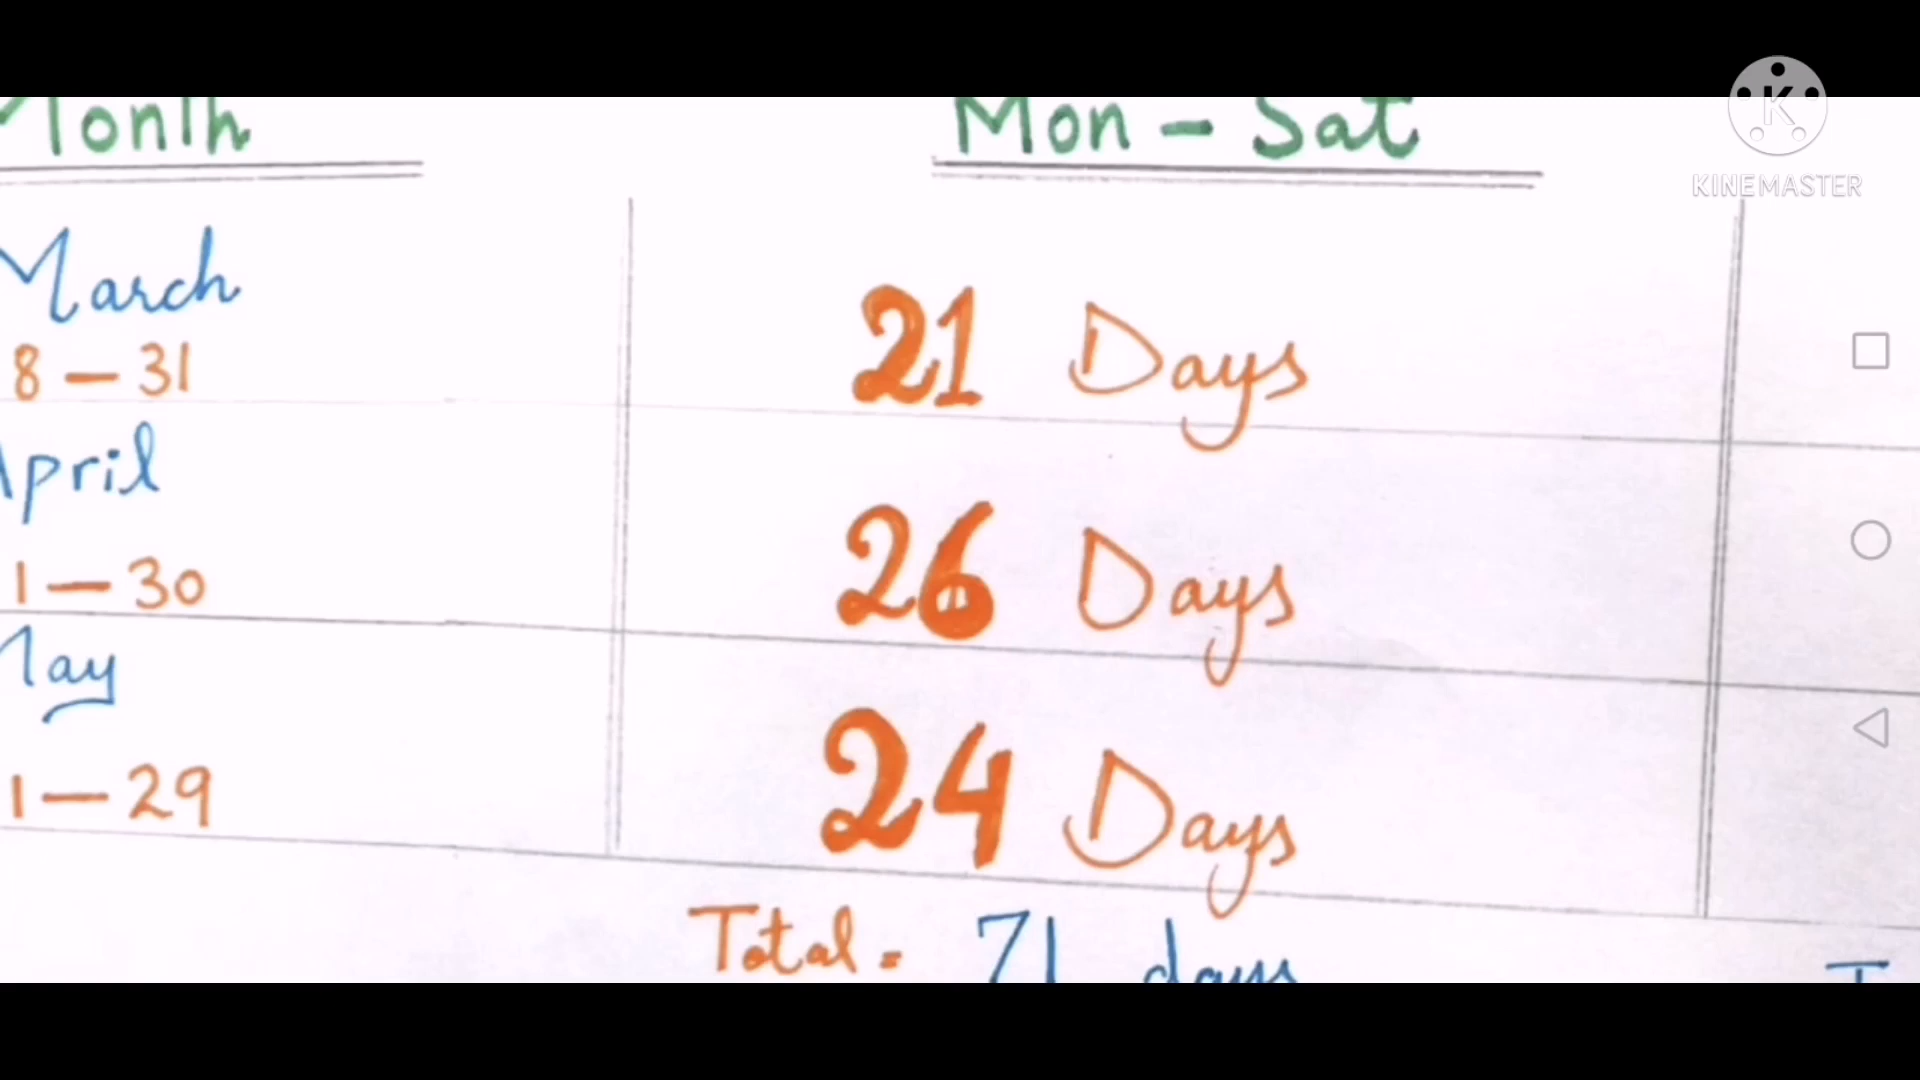 Month Mon - Sat
KINEMASTER
March
8 - 31
21 Days
April
1 - 30
26 Days
May
1 - 29
24 Days
Total = 71 days